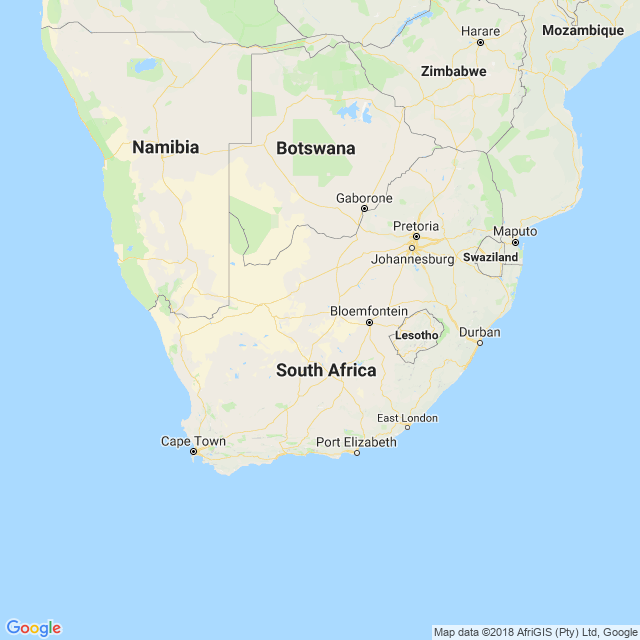 Harare
Mozambique
Zimbabwe
Namibia
Botswana
Gaborone
Pretoria
Maputo
Johannesburg
Swaziland
Bloemfontein
Lesotho
Durban
South Africa
East London
Cape Town
Port Elizabeth
Google
Map data ©2018 AfriGIS (Pty) Ltd, Google